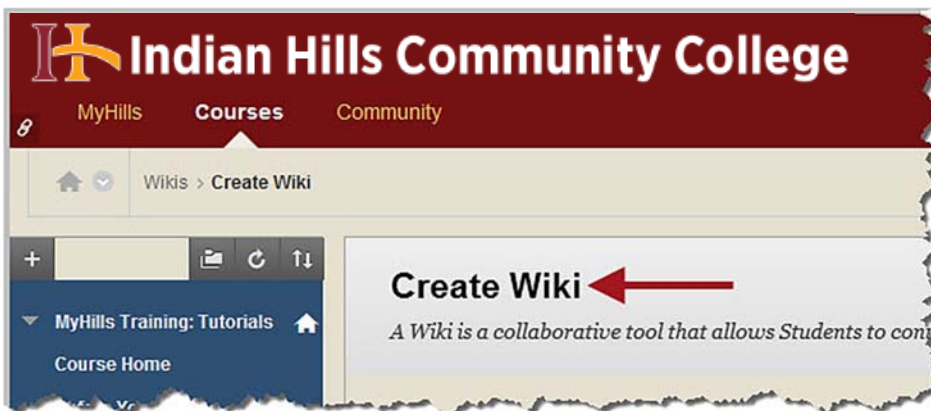 Indian Hills Community College
MyHills Courses Community
Wikis > Create Wiki
Create Wiki
A Wiki is a collaborative tool that allows Students to
MyHills Training: Tutorials
Course Home